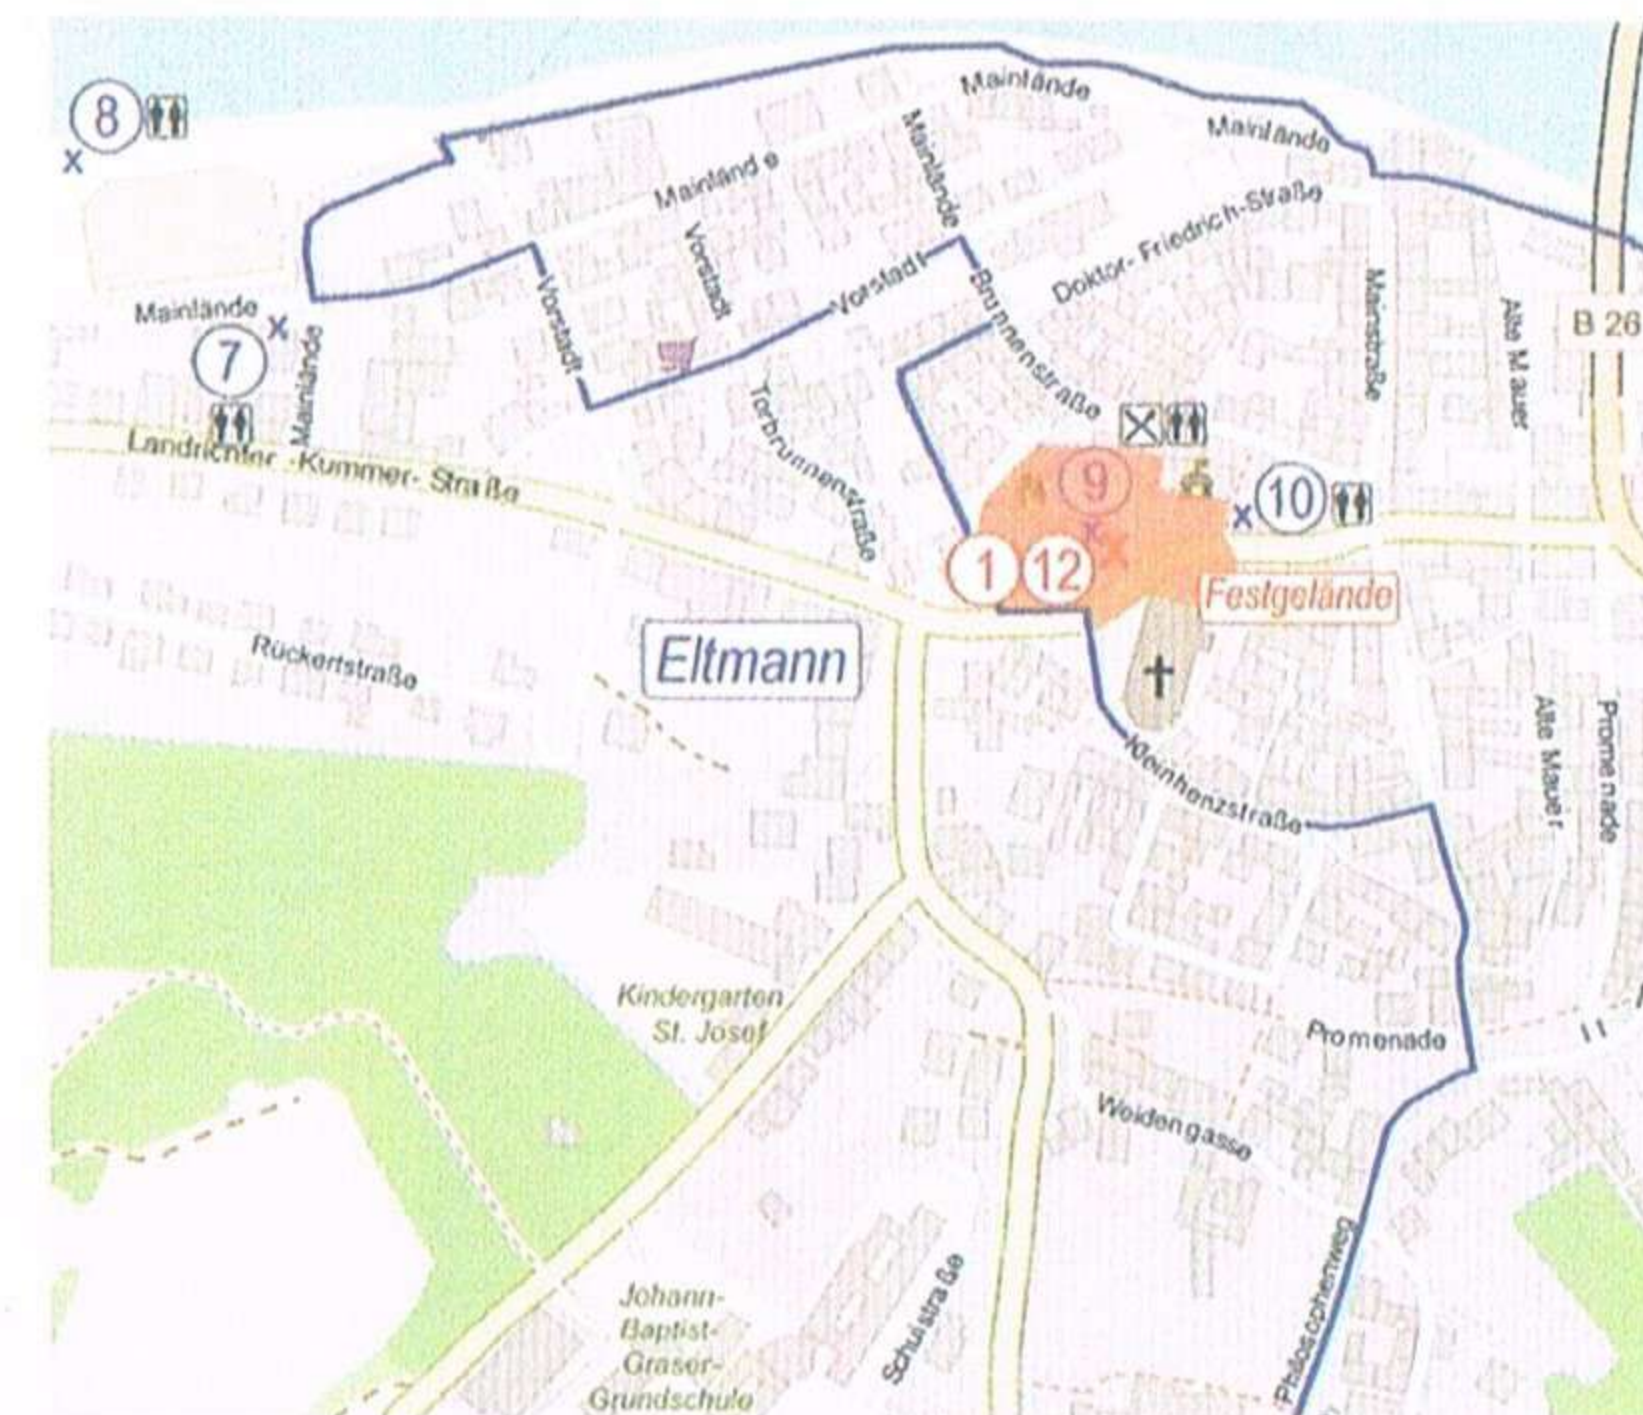 Mainlände
8
Mainlände
Mainlände
Mainlände
Mainlände
Doktor-Friedrich-Straße
Vorstadt
Vorstadt
Vorstadt
Brunnenstraße
Mainstraße
Alte Mauer
B 26
Mainlände
7
Mainlände
Landrichter-Kummer-Straße
Torbrunnenstraße
9
10
1
12
Festgelände
Eltmann
Rückertstraße
Kleinhenzstraße
Alte Mauer
Promenade
Kindergarten
St. Josef
Promenade
Weidengasse
Johann-
Baptist-
Graser-
Grundschule
Schulstraße
Philosophenweg